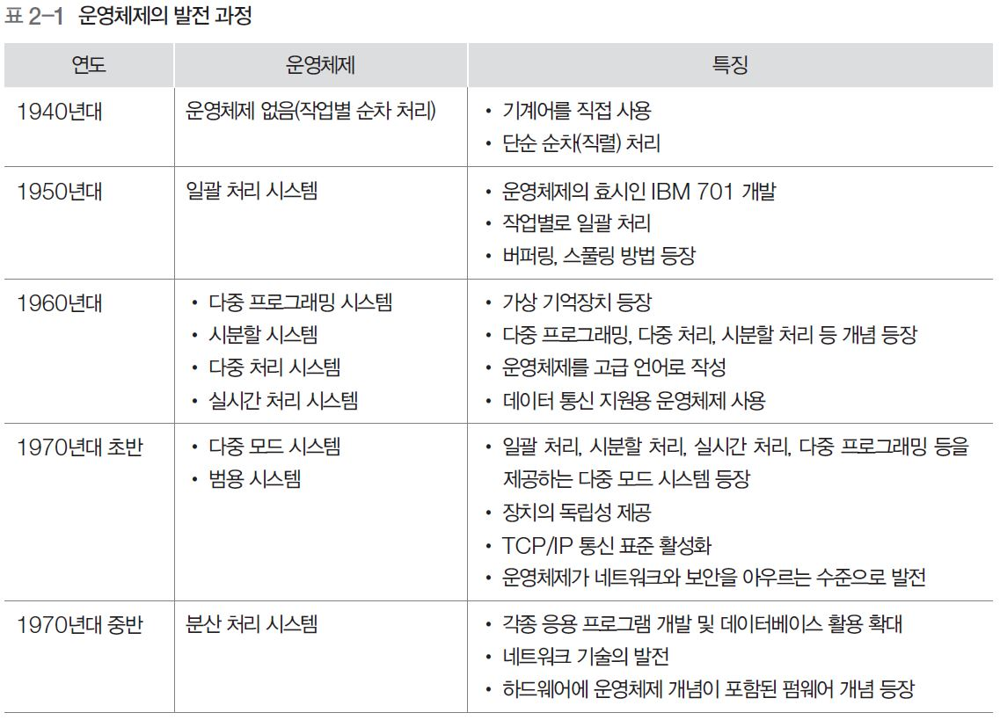 표 2-1 운영체제의 발전 과정
연도 운영체제 특징
1940년대 운영체제 없음(작업별 순차 처리) • 기계어를 직접 사용
• 단순 순차(직렬) 처리
1950년대 일괄 처리 시스템 • 운영체제의 효시인 IBM 701 개발
• 작업별로 일괄 처리
• 버퍼링, 스풀링 방법 등장
1960년대 • 다중 프로그래밍 시스템 • 가상 기억장치 등장
• 시분할 시스템 • 다중 프로그래밍, 다중 처리, 시분할 처리 등 개념 등장
• 다중 처리 시스템 • 운영체제를 고급 언어로 작성
• 실시간 처리 시스템 • 데이터 통신 지원용 운영체제 사용
1970년대 초반 • 다중 모드 시스템 • 일괄 처리, 시분할 처리, 실시간 처리, 다중 프로그래밍 등을
• 범용 시스템 제공하는 다중 모드 시스템 등장
• 장치의 독립성 제공
• TCP/IP 통신 표준 활성화
• 운영체제가 네트워크와 보안을 아우르는 수준으로 발전
1970년대 중반 분산 처리 시스템 • 각종 응용 프로그램 개발 및 데이터베이스 활용 확대
• 네트워크 기술의 발전
• 하드웨어에 운영체제 개념이 포함된 펌웨어 개념 등장